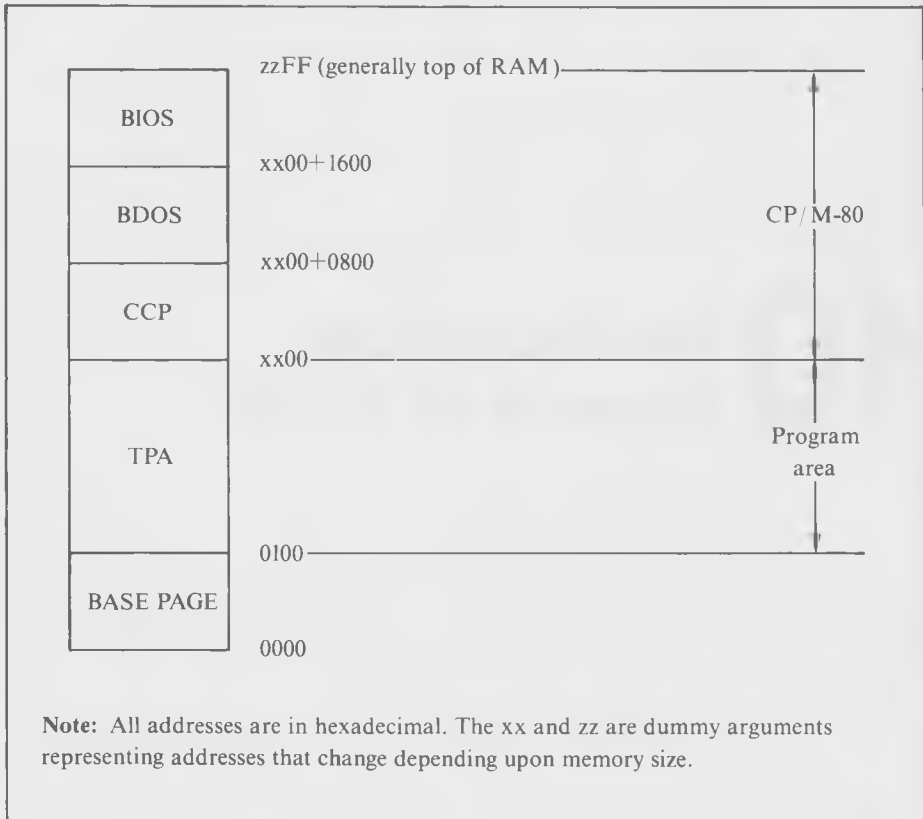 zzFF (generally top of RAM)
BIOS
xx00+1600
BDOS
CP/M-80
xx00+0800
CCP
xx00
Program
area
TPA
0100
BASE PAGE
0000
Note: All addresses are in hexadecimal. The xx and zz are dummy arguments
representing addresses that change depending upon memory size.